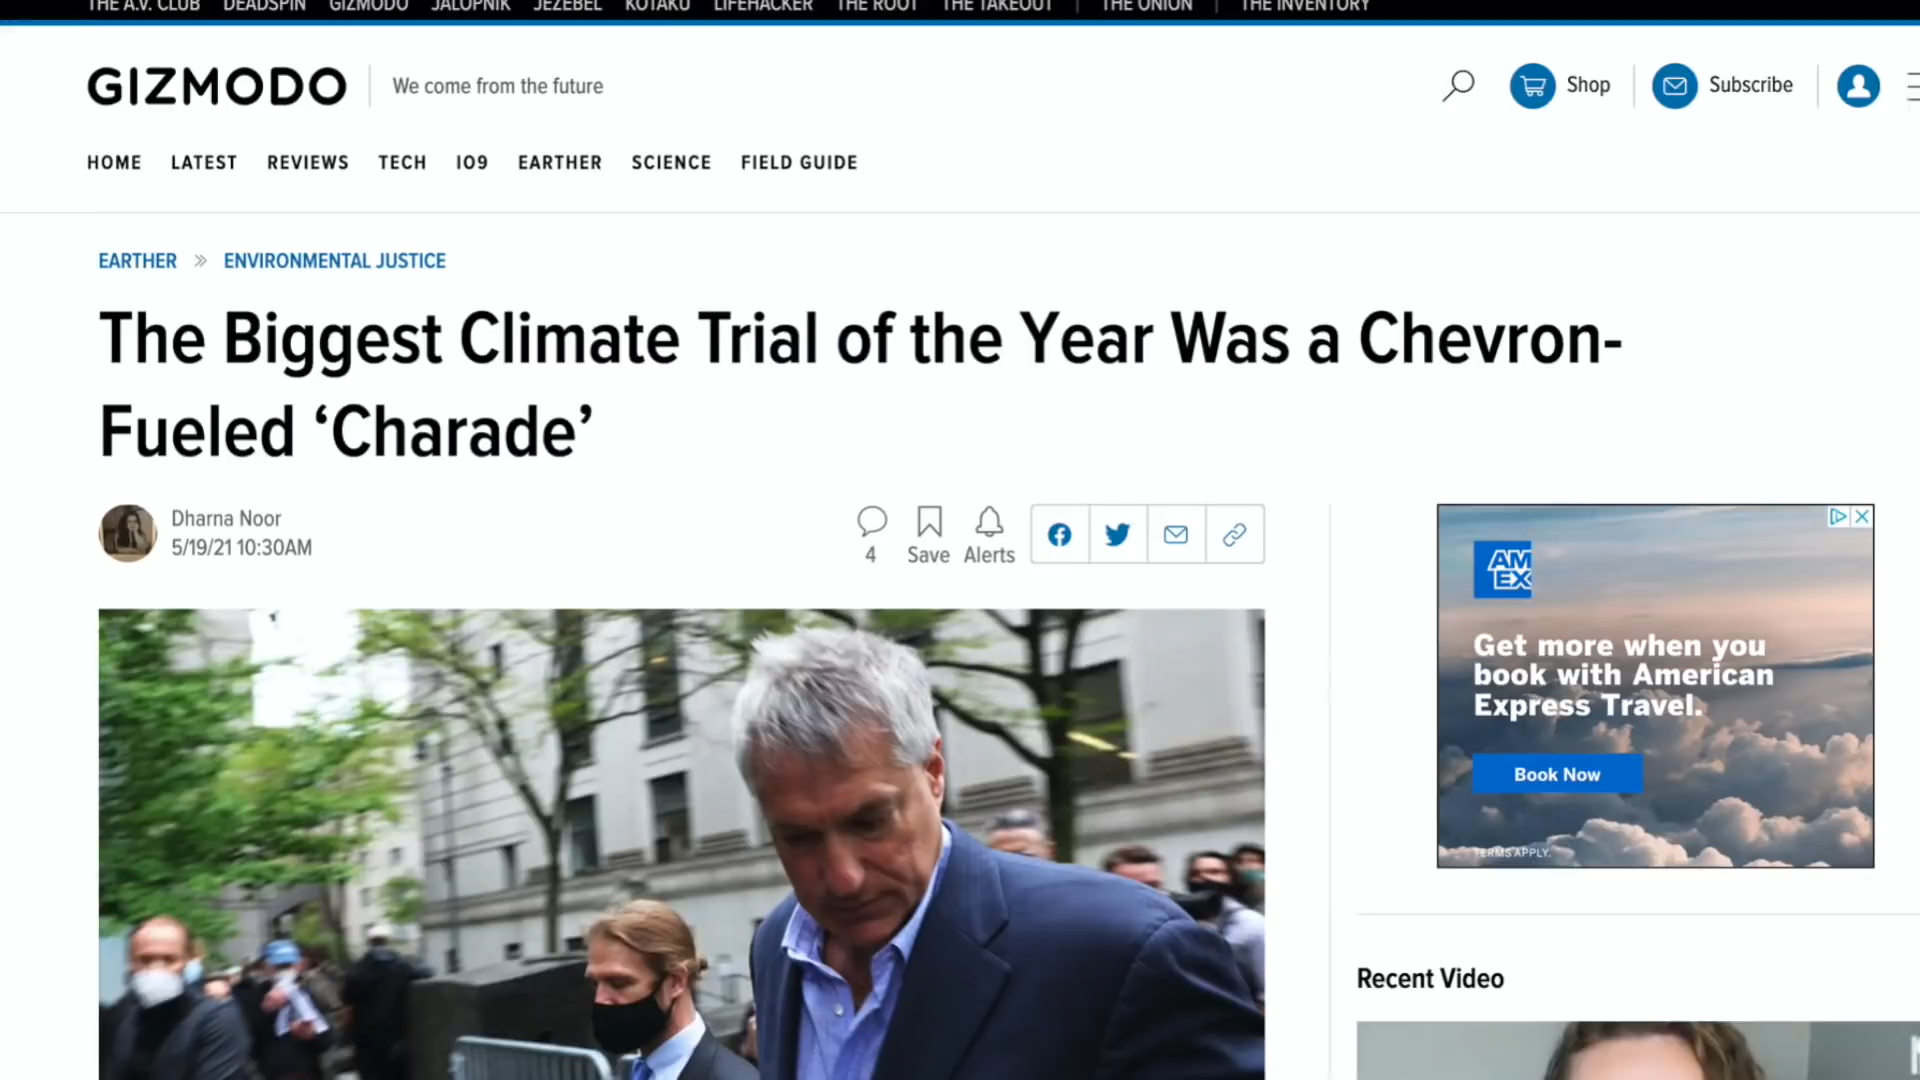 THE A.V. CLUB DEADSPIN GIZMODO JALOPNIK JEZEBEL KOTAKU LIFEHACKER THE ROOT THE TAKEOUT THE ONION THE INVENTORY
GIZMODO We come from the future Shop Subscribe
HOME LATEST REVIEWS TECH IO9 EARTHER SCIENCE FIELD GUIDE
EARTHER » ENVIRONMENTAL JUSTICE
The Biggest Climate Trial of the Year Was a Chevron-
Fueled ‘Charade’
Dharna Noor
5/19/21 10:30AM
4 Save Alerts
AM
EX
Get more when you
book with American
Express Travel.
Book Now
TERMS APPLY.
Recent Video